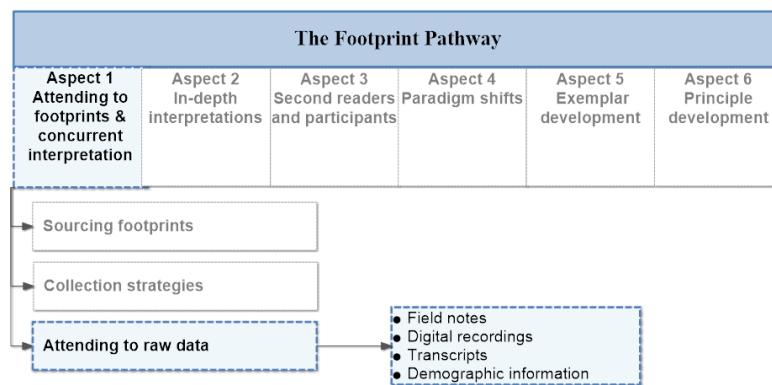 The Footprint Pathway
Aspect 1
Attending to
footprints &
concurrent
interpretation
Aspect 2
In-depth
interpretations
Aspect 3
Second readers
and participants
Aspect 4
Paradigm shifts
Aspect 5
Exemplar
development
Aspect 6
Principle
development
Sourcing footprints
Collection strategies
Attending to raw data
● Field notes
● Digital recordings
● Transcripts
● Demographic information